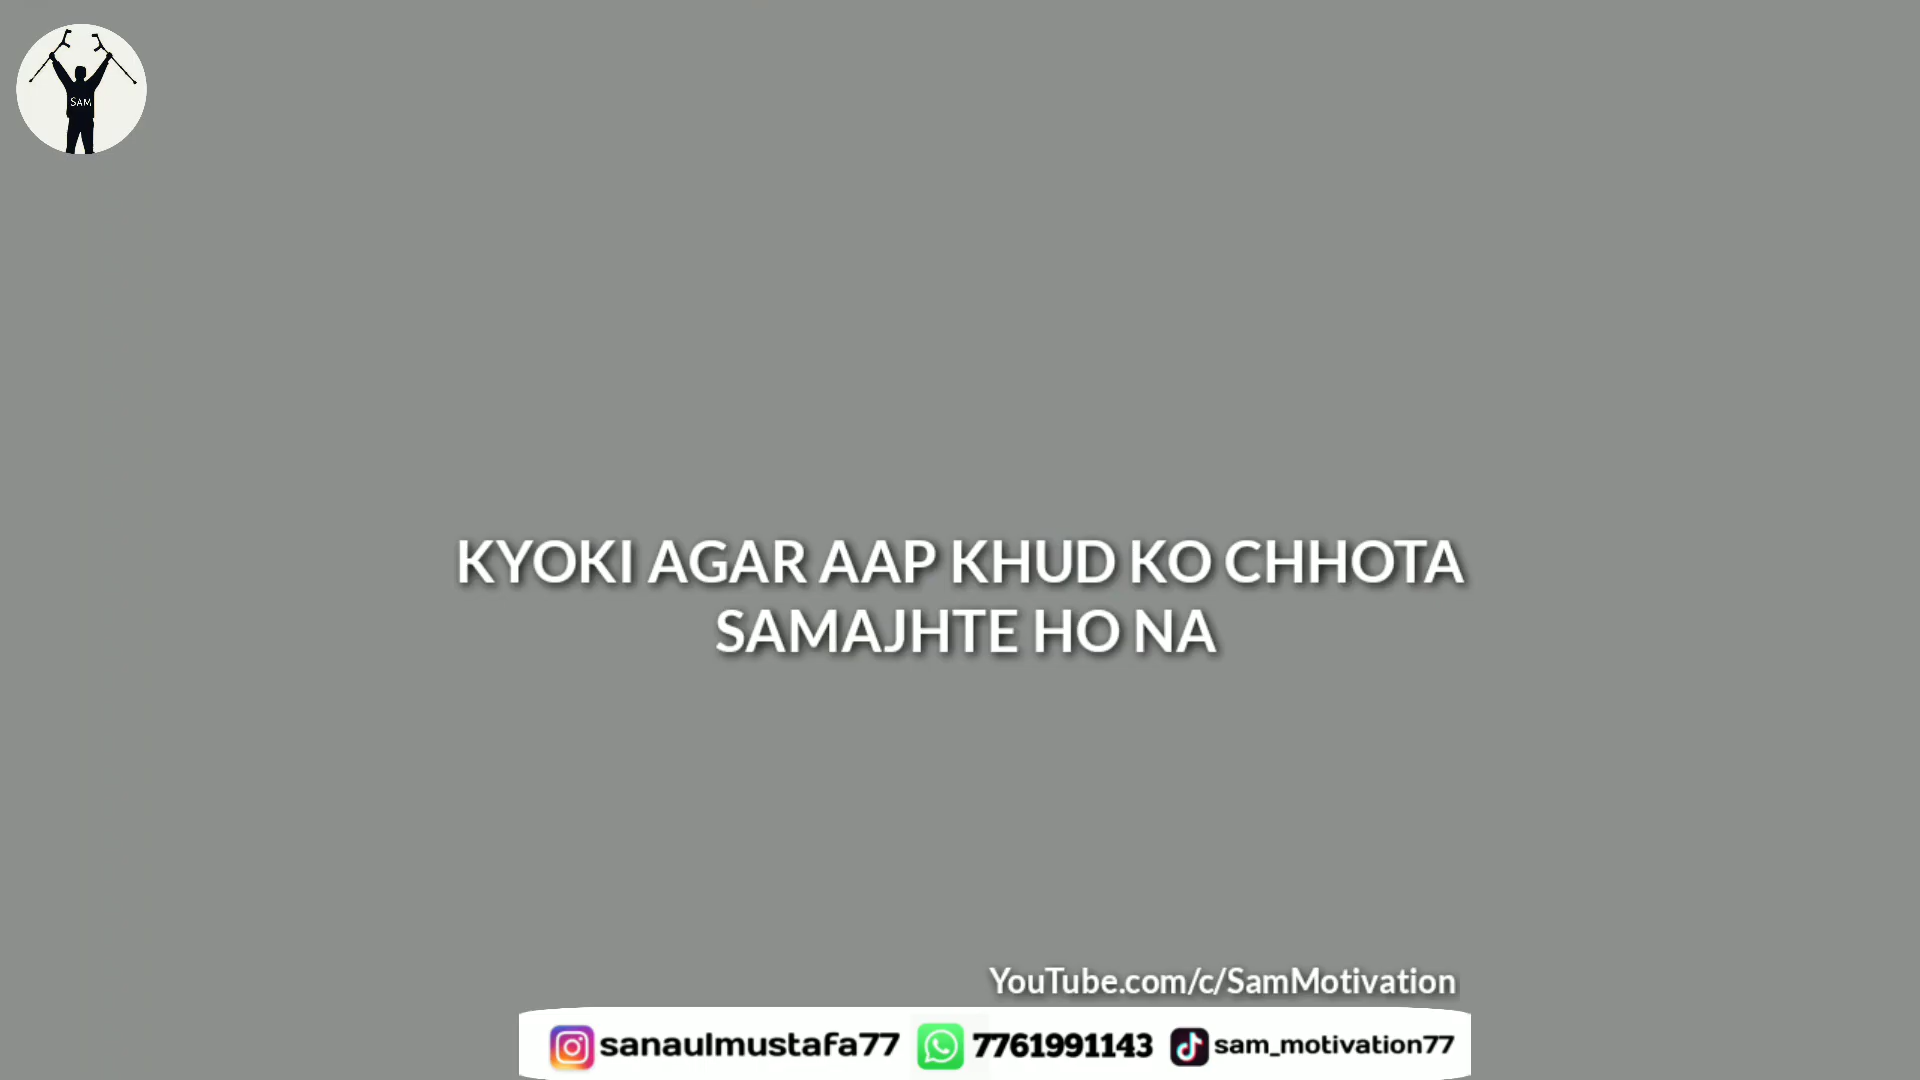 SAM
KYOKI AGAR AAP KHUD KO CHHOTA
SAMAJHTE HO NA
YouTube.com/c/SamMotivation
sanaulmustafa77 7761991143 sam_motivation77